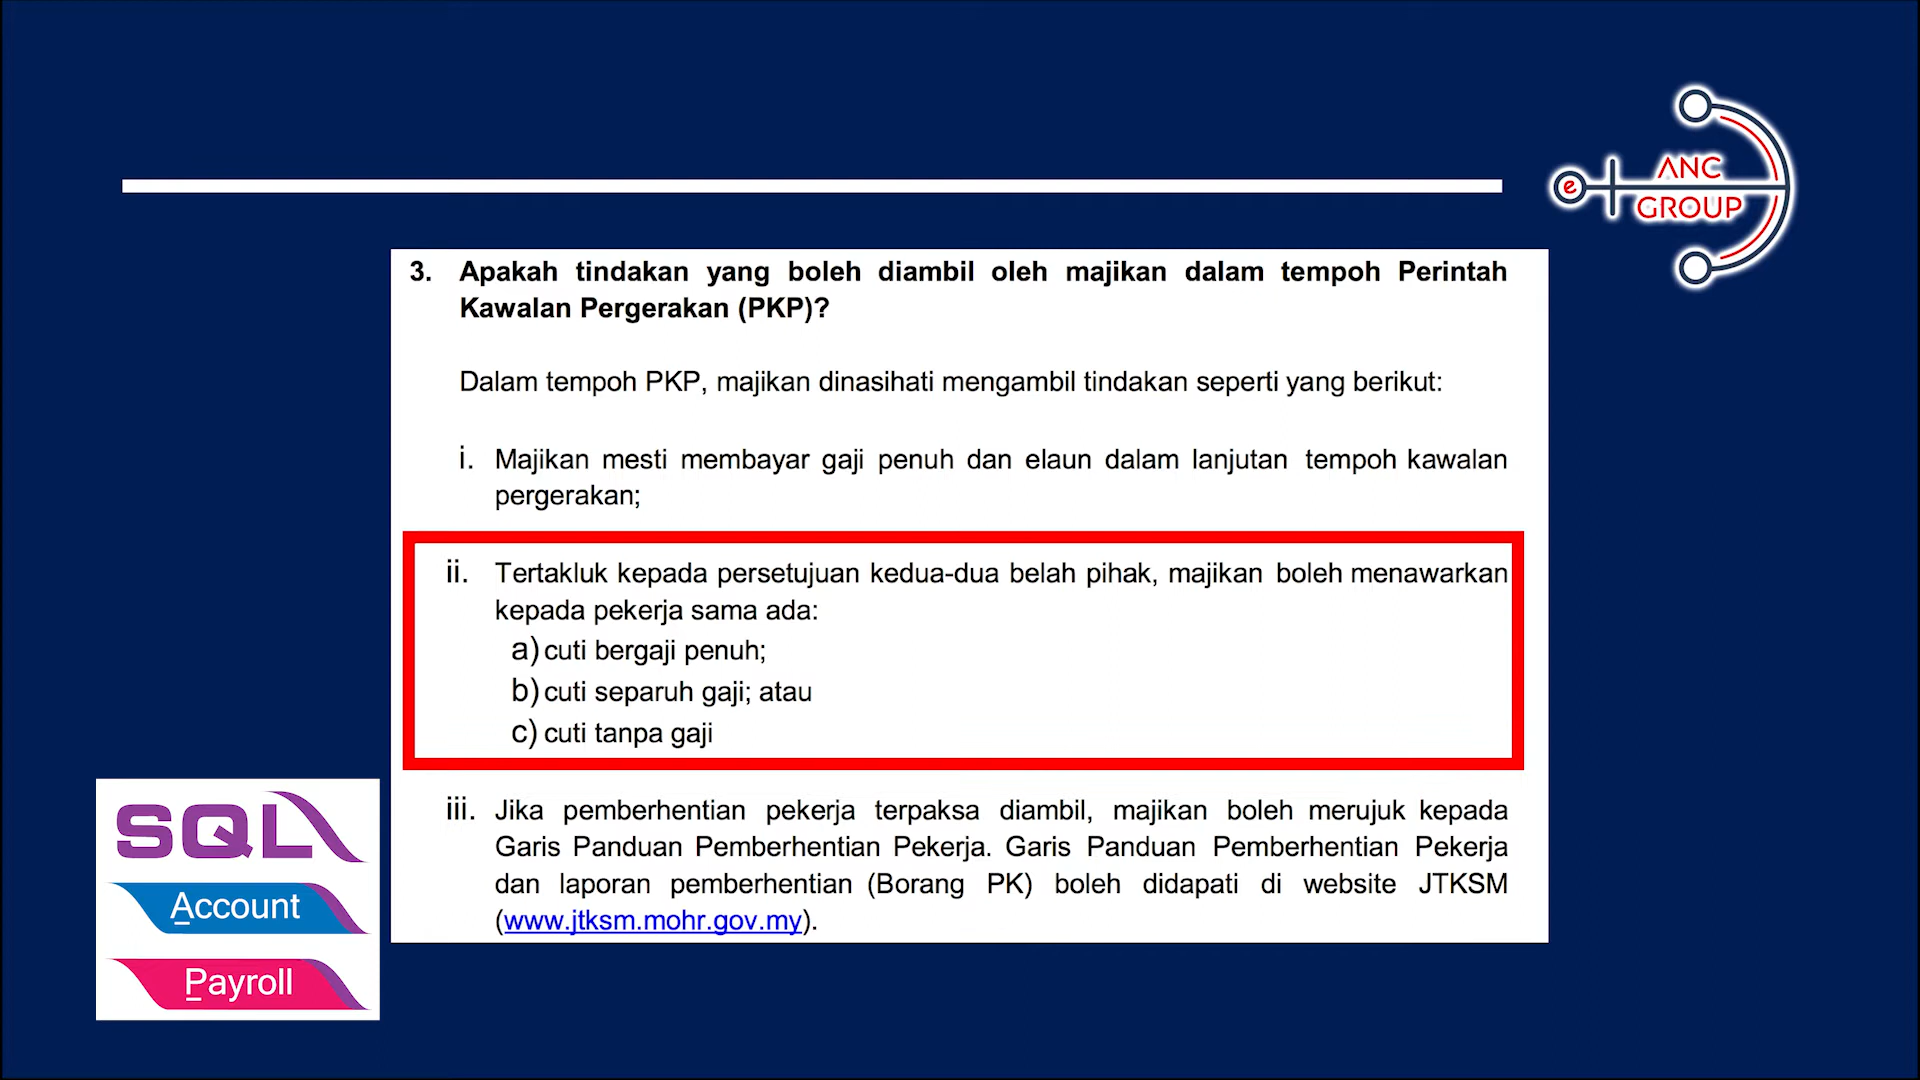 e
ANC
GROUP
3. Apakah tindakan yang boleh diambil oleh majikan dalam tempoh Perintah
Kawalan Pergerakan (PKP)?
Dalam tempoh PKP, majikan dinasihati mengambil tindakan seperti yang berikut:
i. Majikan mesti membayar gaji penuh dan elaun dalam lanjutan tempoh kawalan
pergerakan;
ii. Tertakluk kepada persetujuan kedua-dua belah pihak, majikan boleh menawarkan
kepada pekerja sama ada:
a) cuti bergaji penuh;
b) cuti separuh gaji; atau
c) cuti tanpa gaji
iii. Jika pemberhentian pekerja terpaksa diambil, majikan boleh merujuk kepada
Garis Panduan Pemberhentian Pekerja. Garis Panduan Pemberhentian Pekerja
dan laporan pemberhentian (Borang PK) boleh didapati di website JTKSM
(www.jtksm.mohr.gov.my).
SQL
Account
Payroll